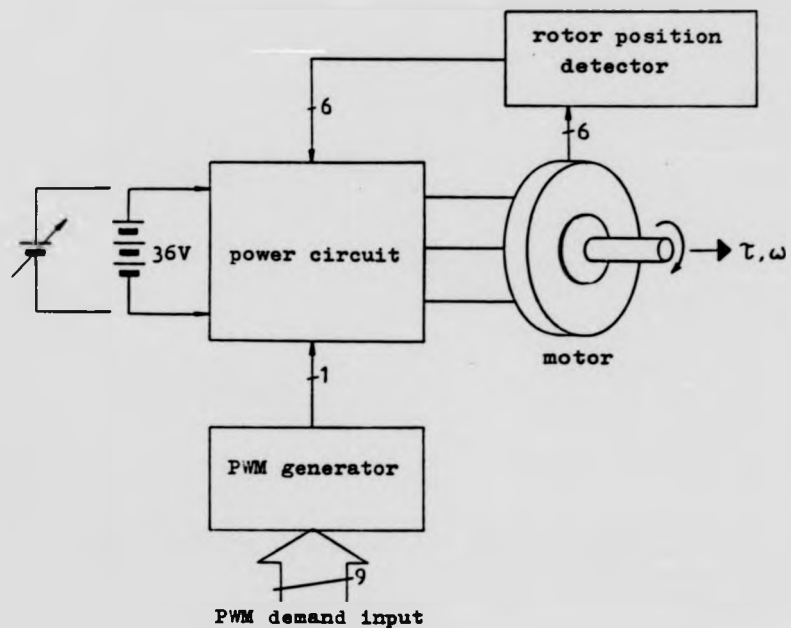 rotor position
detector
6
6
36V
power circuit
τ,ω
motor
1
PWM generator
9
PWM demand input